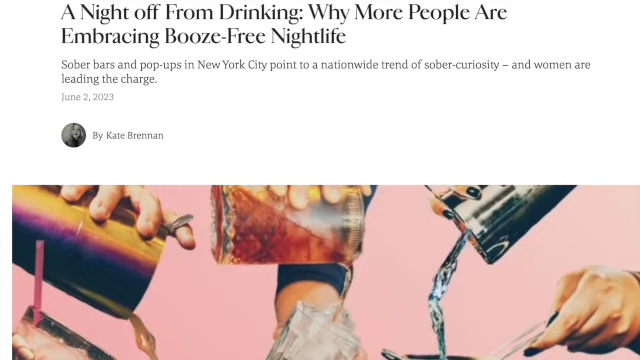 A Night off From Drinking: Why More People Are
Embracing Booze-Free Nightlife
Sober bars and pop-ups in New York City point to a nationwide trend of sober-curiosity – and women are
leading the charge.
June 2, 2023
By Kate Brennan